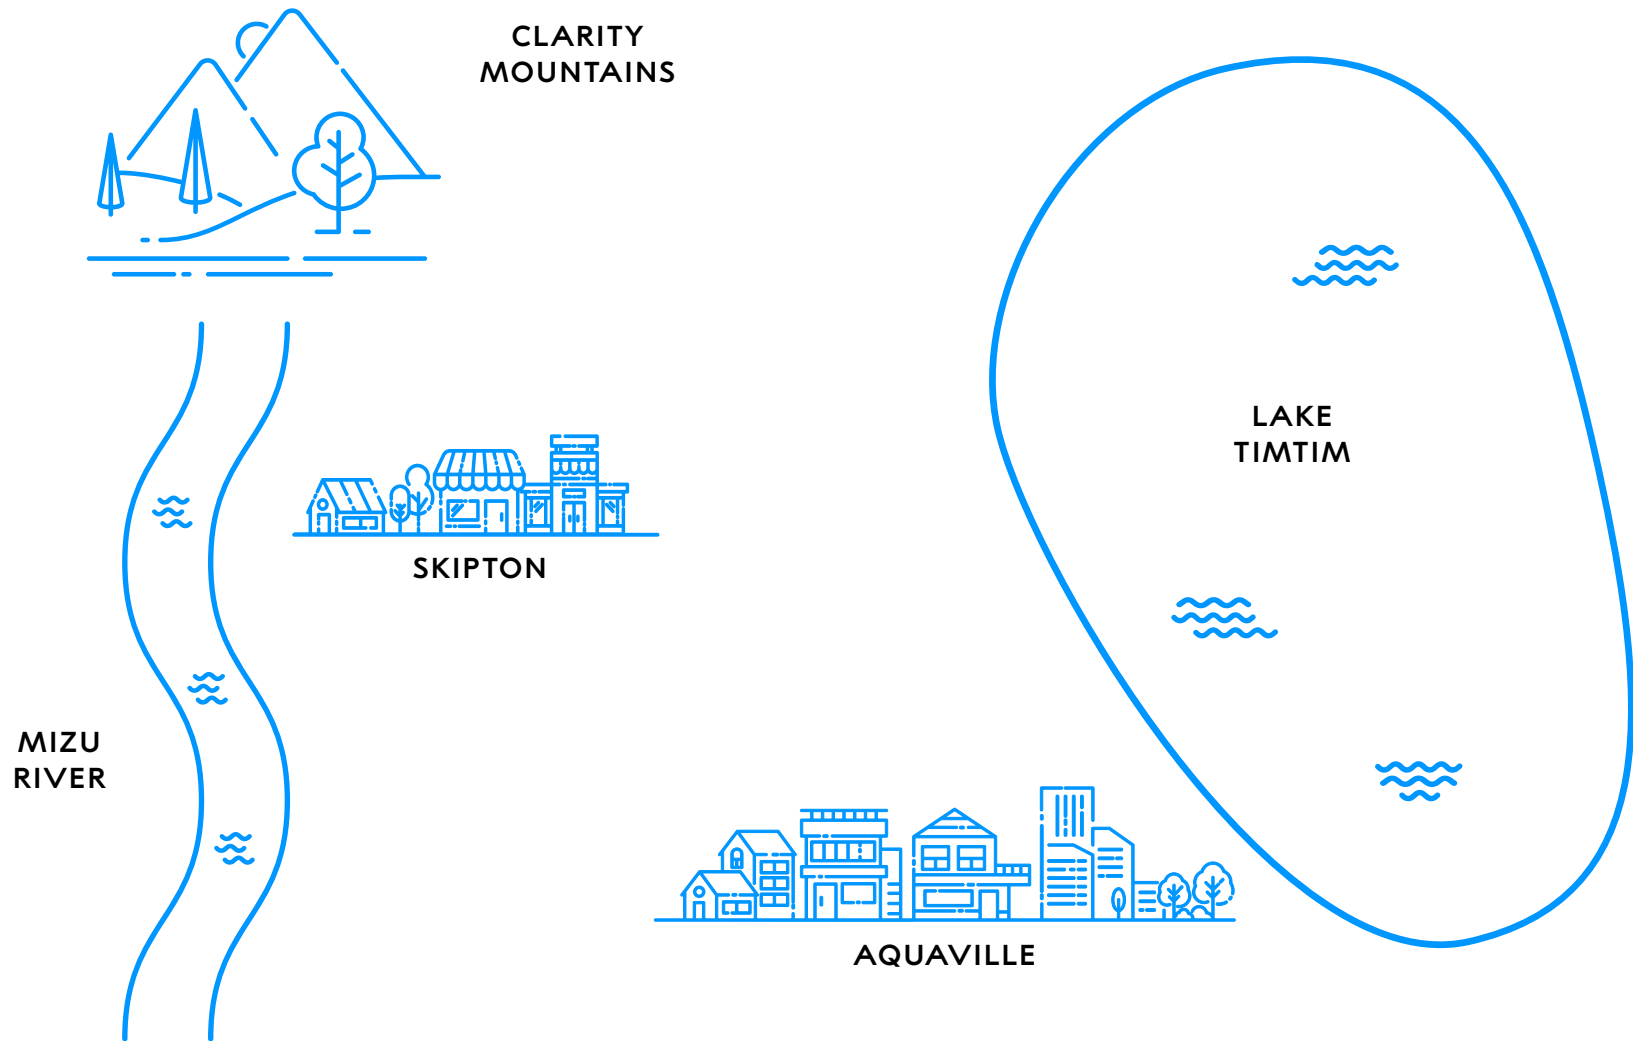 CLARITY
MOUNTAINS
LAKE
TIMTIM
SKIPTON
MIZU
RIVER
AQUAVILLE